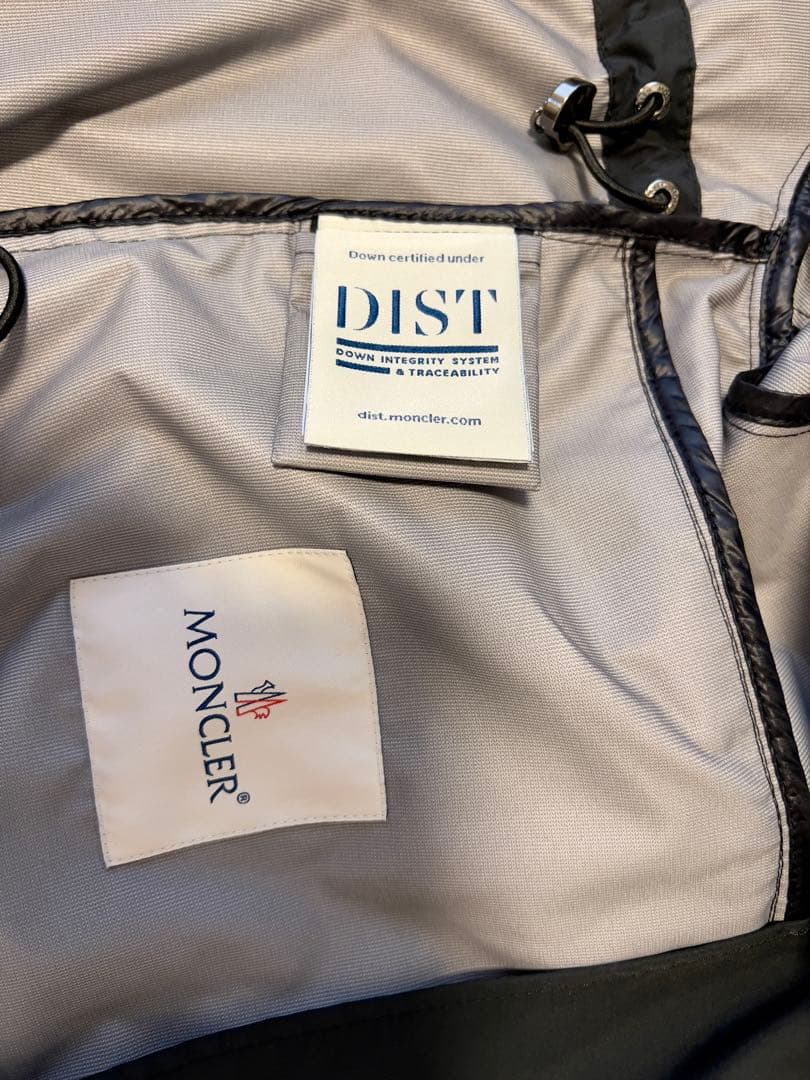 Down certified under
DIST
DOWN INTEGRITY SYSTEM
& TRACEABILITY
dist.moncler.com
MONCLER®